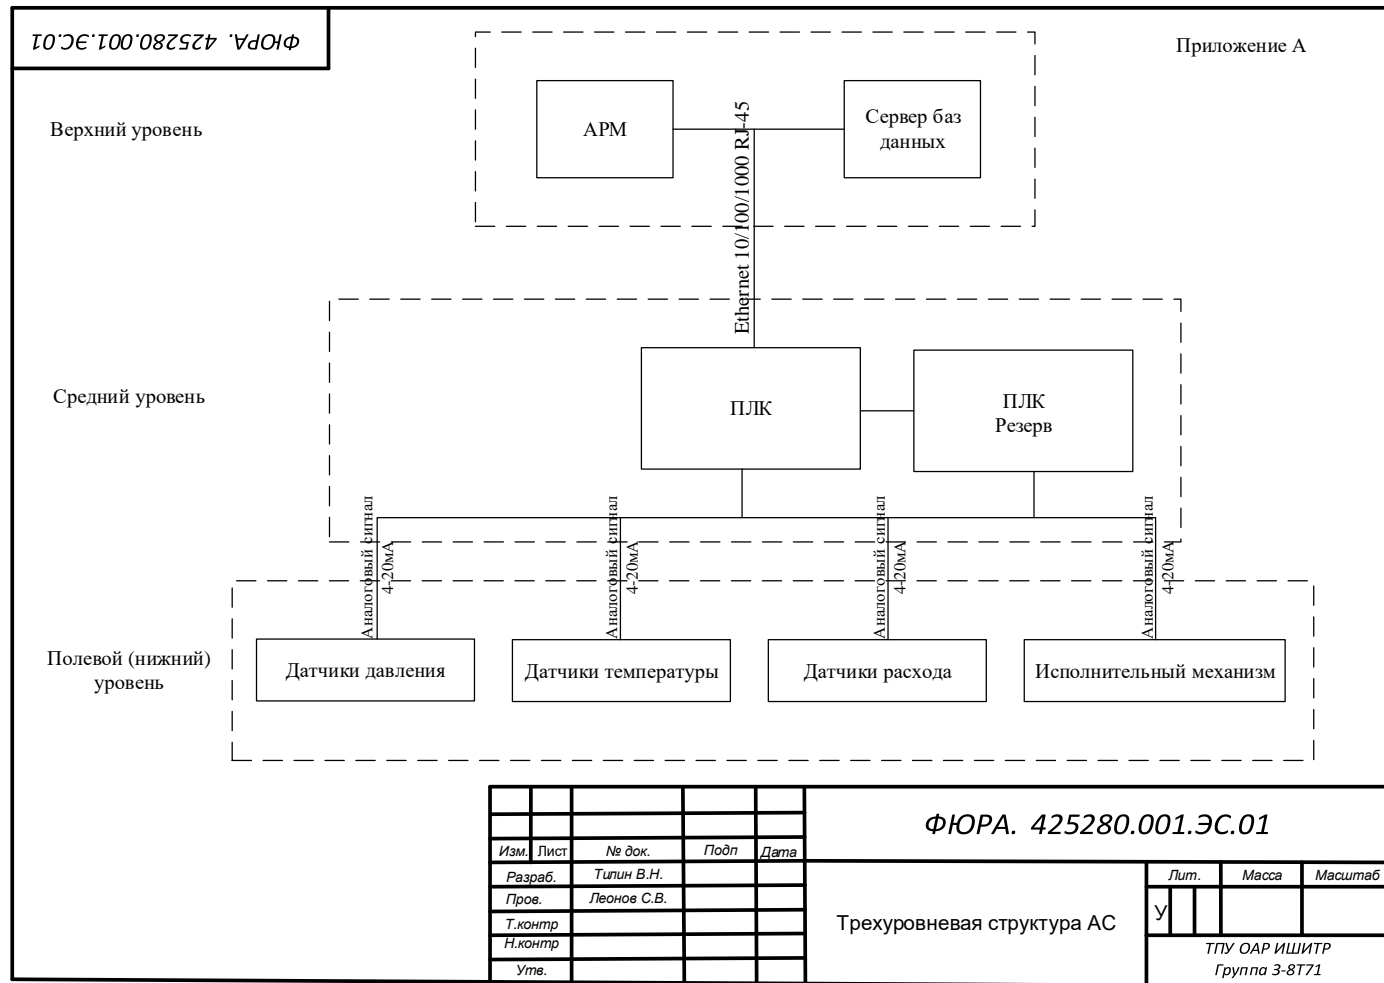 ФЮРА. 425280.001.ЭС.01
Приложение А
Верхний уровень
АРМ
Сервер баз
данных
Ethernet 10/100/1000 RJ-45
Средний уровень
ПЛК
ПЛК
Резерв
Аналоговый сигнал
4-20мА
Аналоговый сигнал
4-20мА
Аналоговый сигнал
4-20мА
Аналоговый сигнал
4-20мА
Полевой (нижний)
уровень
Датчики давления
Датчики температуры
Датчики расхода
Исполнительный механизм
ФЮРА. 425280.001.ЭС.01
Изм. Лист № док. Подп Дата
Разраб. Тилин В.Н.
Пров. Леонов С.В.
Т.контр
Н.контр
Утв.
Трехуровневая структура АС
Лит. Масса Масштаб
У
ТПУ ОАР ИШИТР
Группа З-8Т71